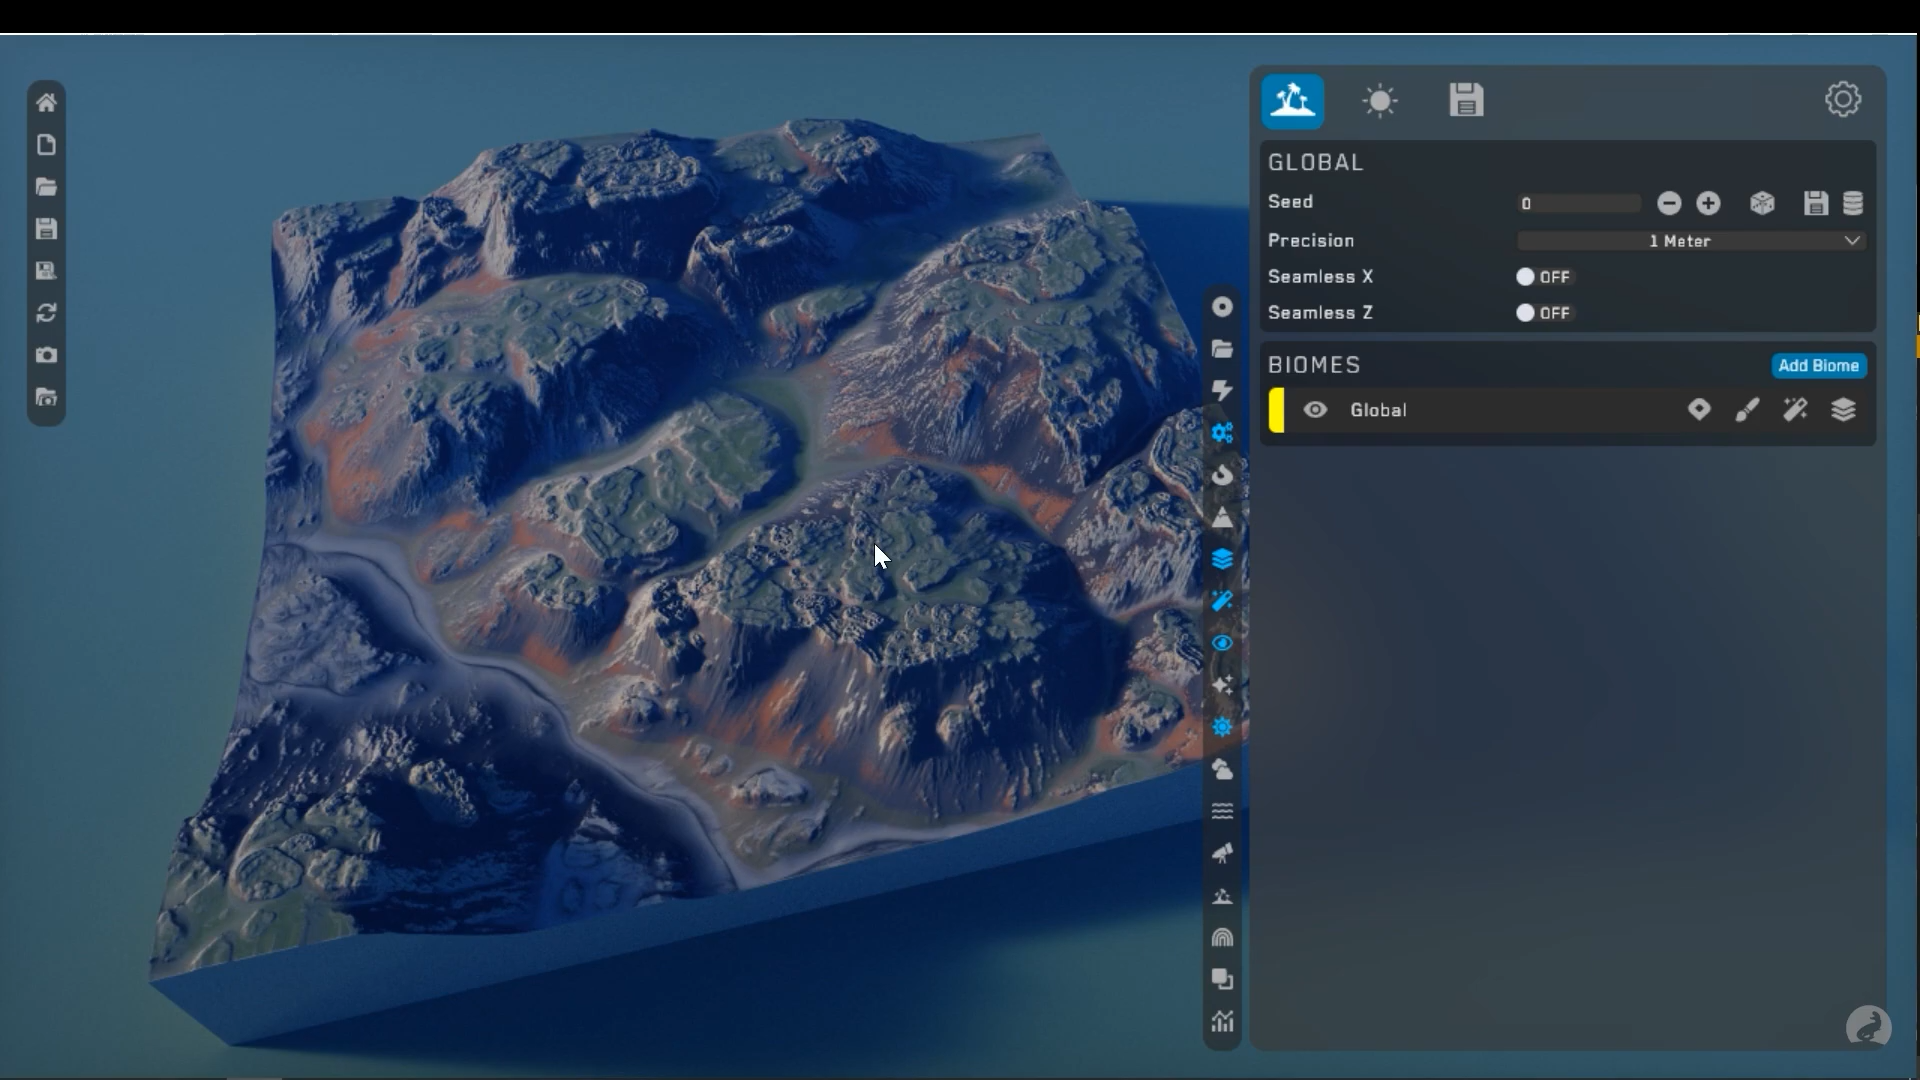 GLOBAL
Seed 0
Precision 1 Meter
Seamless X OFF
Seamless Z OFF
BIOMES Add Biome
Global